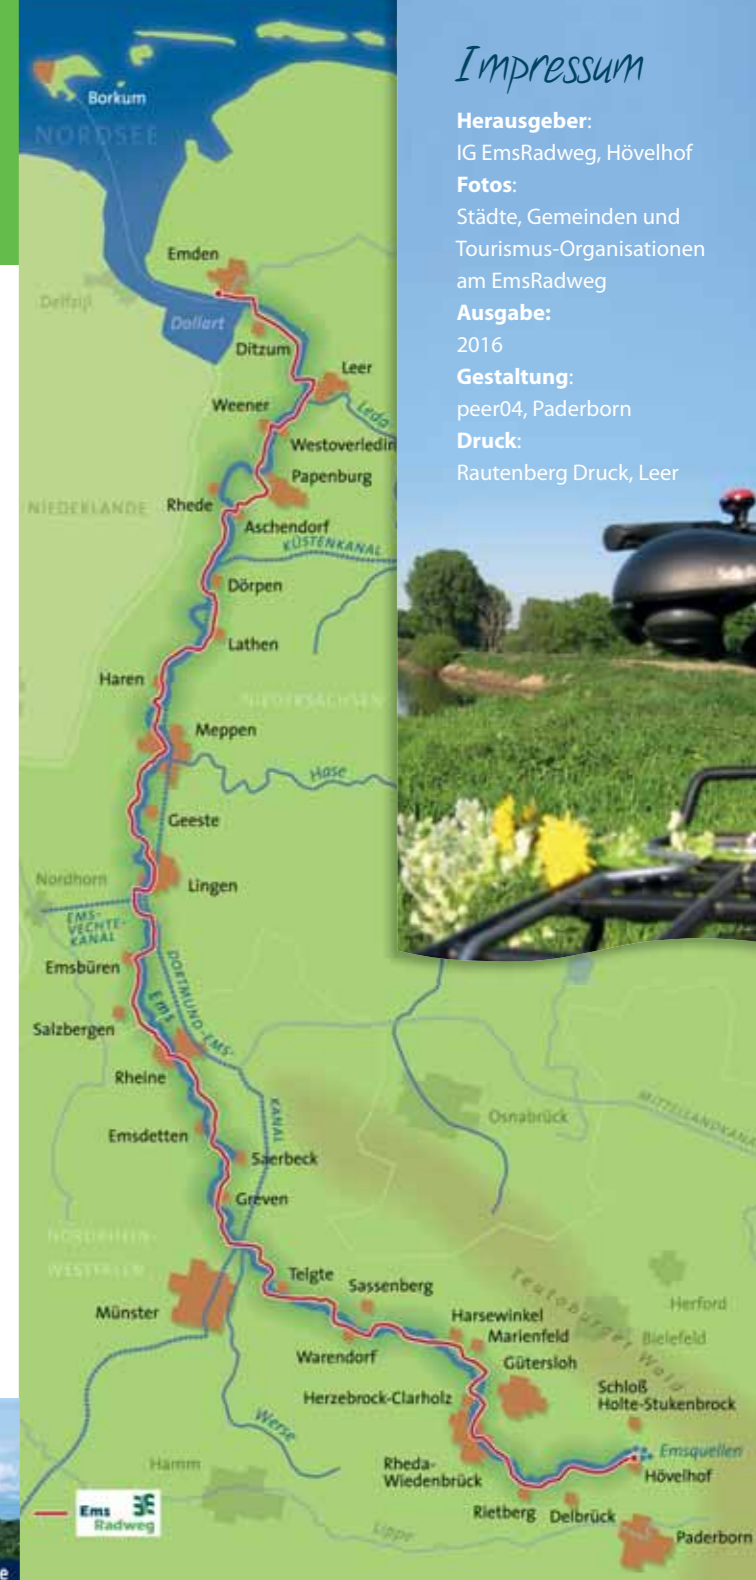 Impressum
Herausgeber:
IG EmsRadweg, Hövelhof
Fotos:
Städte, Gemeinden und
Tourismus-Organisationen
am EmsRadweg
Ausgabe:
2016
Gestaltung:
peer04, Paderborn
Druck:
Rautenberg Druck, Leer
Borkum
NORDSEE
Emden
Delfzijl
Dollart
Ditzum
Leer
Weener
Leda
Westoverledin
Papenburg
NIEDERLANDE
Rhede
Aschendorf
KÜSTENKANAL
Dörpen
Lathen
Haren
NIEDERSACHSEN
Meppen
Hase
Geeste
Nordhorn
Lingen
EMS-
VECHTE-
KANAL
Emsbüren
DORTMUND-EMS-
Ems
Salzbergen
Rheine
KANAL
Osnabrück
MITTELLANDKANA
Emsdetten
Saerbeck
Greven
NORDRHEIN-
WESTFALEN
Telgte
Sassenberg
Teutoburger Wald
Herford
Münster
Harsewinkel
Marienfeld
Bielefeld
Warendorf
Gütersloh
Schloß
Holte-Stukenbrock
Herzebrock-Clarholz
Werse
Emsquellen
Hamm
Rheda-
Wiedenbrück
Hövelhof
Rietberg
Delbrück
Ems
Radweg
Lippe
Paderborn
e